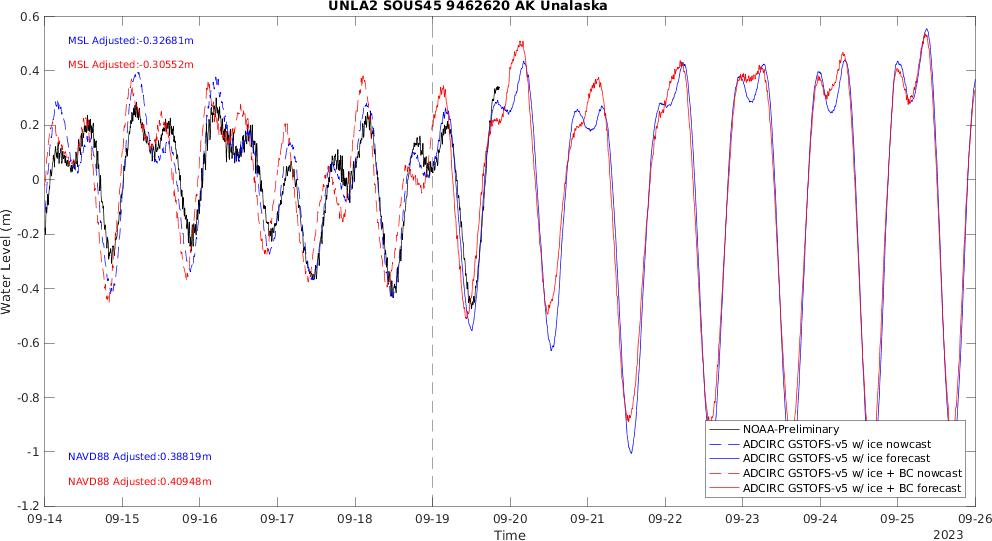 UNLA2 SOUS45 9462620 AK Unalaska
0.6
MSL Adjusted:-0.32681m
MSL Adjusted:-0.30552m
0.4
0.2
0
-0.2
-0.4
-0.6
-0.8
-1
-1.2
Water Level (m)
NAVD88 Adjusted:0.38819m
NAVD88 Adjusted:0.40948m
NOAA-Preliminary
ADCIRC GSTOFS-v5 w/ ice nowcast
ADCIRC GSTOFS-v5 w/ ice forecast
ADCIRC GSTOFS-v5 w/ ice + BC nowcast
ADCIRC GSTOFS-v5 w/ ice + BC forecast
09-14 09-15 09-16 09-17 09-18 09-19 09-20 09-21 09-22 09-23 09-24 09-25 09-26
Time
2023